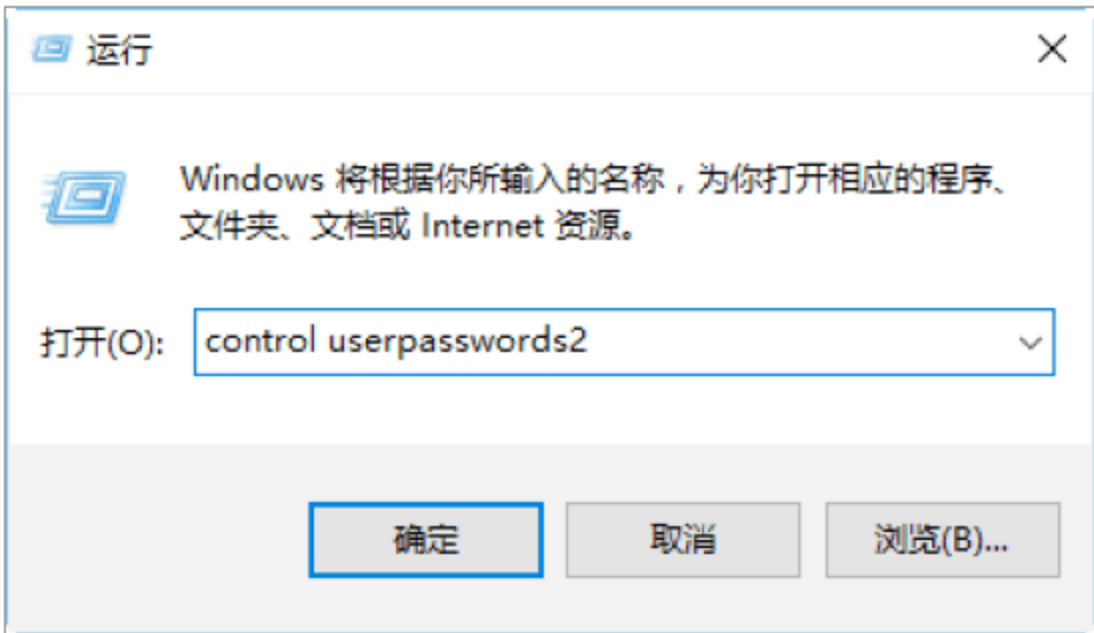 运行
Windows 将根据你所输入的名称，为你打开相应的程序、
文件夹、文档或 Internet 资源。
打开(O): control userpasswords2
确定 取消 浏览(B)...